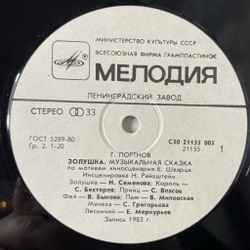 МИНИСТЕРСТВО КУЛЬТУРЫ СССР
ВСЕСОЮЗНАЯ ФИРМА ГРАМПЛАСТИНОК
МЕЛОДИЯ
ЛЕНИНГРАДСКИЙ ЗАВОД
СТЕРЕО 33
ГОСТ 5289-80
Гр. 2. 1-20
С50 21155 005
21155 1
Г. ПОРТНОВ
ЗОЛУШКА. МУЗЫКАЛЬНАЯ СКАЗКА
по мотивам киносценария Е. Шварца
Инсценировка Н. Рейхштейн
Золушка — Н. Семенова; Король —
С. Бехтерев; Принц — С. Власов
Фея — В. Быкова; Паж — В. Миловская
Мачеха — С. Григорьева
Лесничий — Е. Меркурьев
Запись 1983 г.